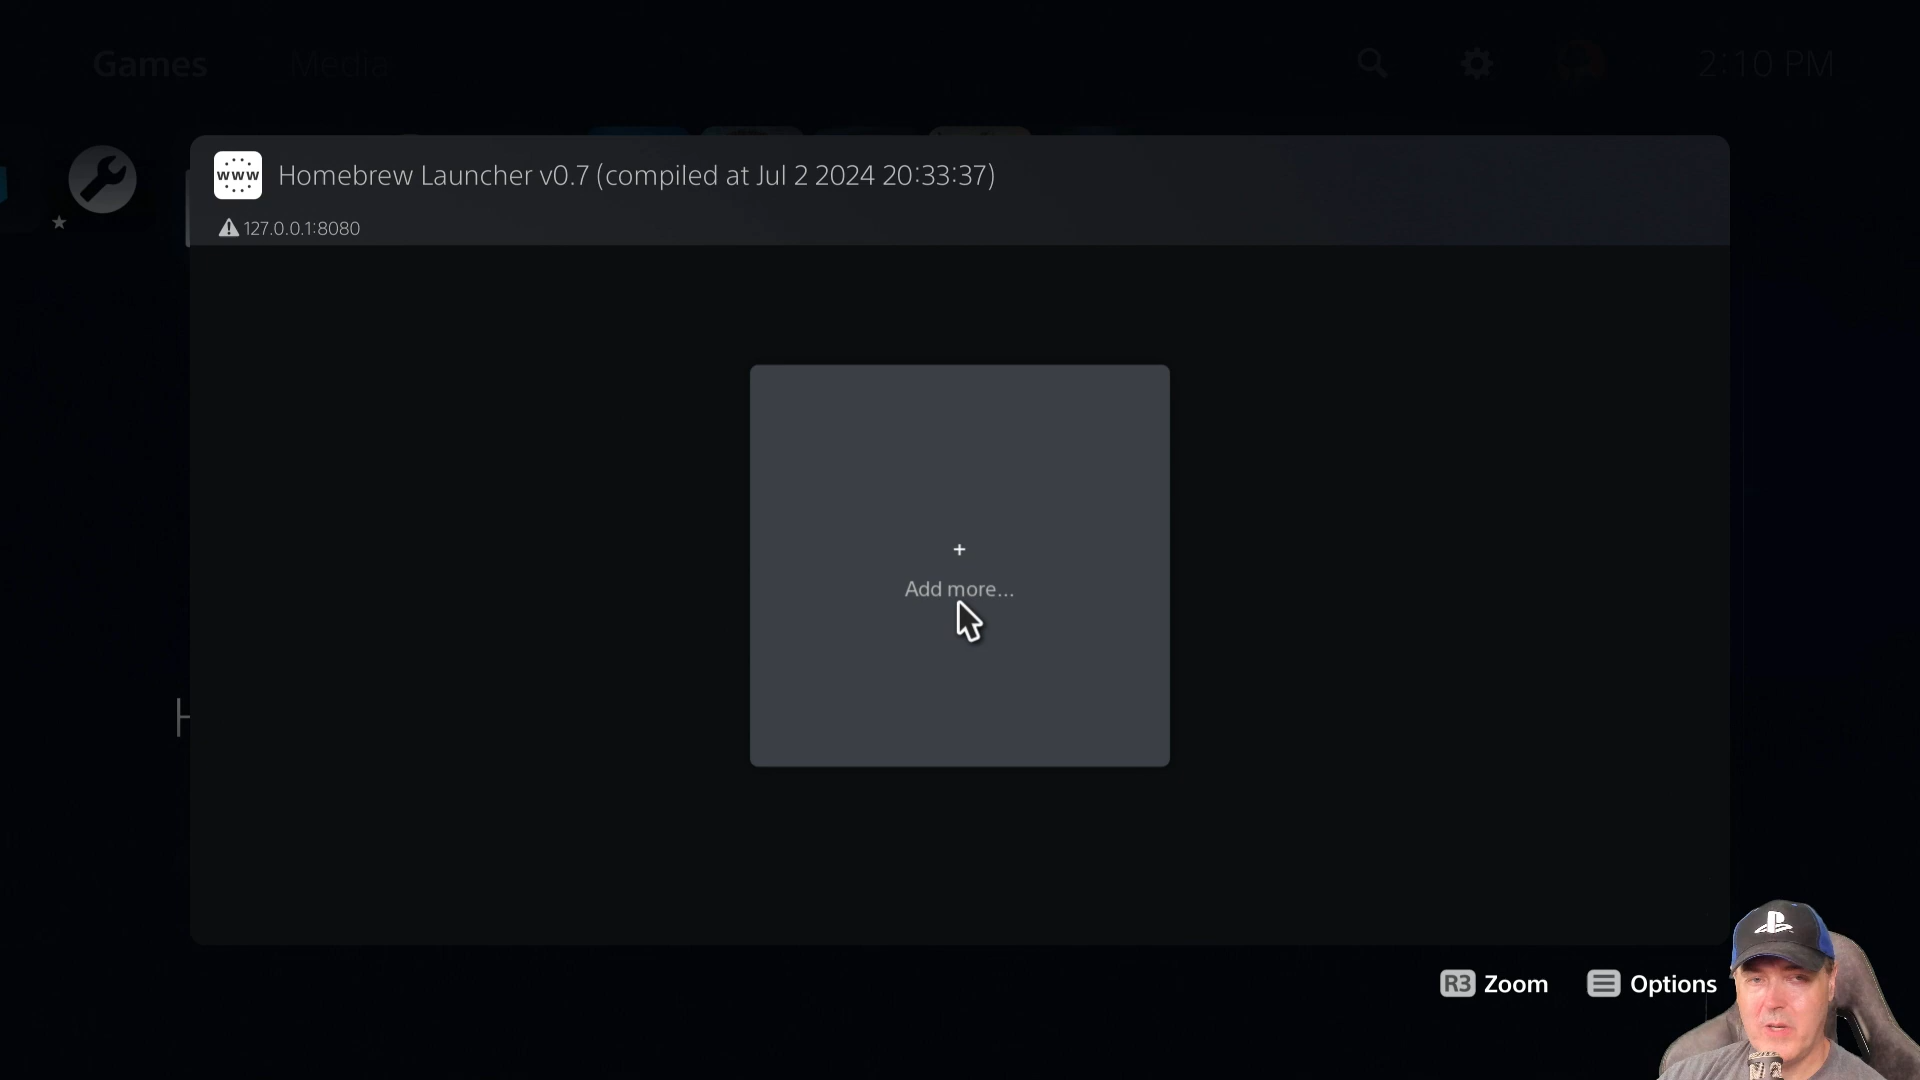 Games Media 2:10 PM
www Homebrew Launcher v0.7 (compiled at Jul 2 2024 20:33:37)
127.0.0.1:8080
+
Add more...
R3 Zoom Options